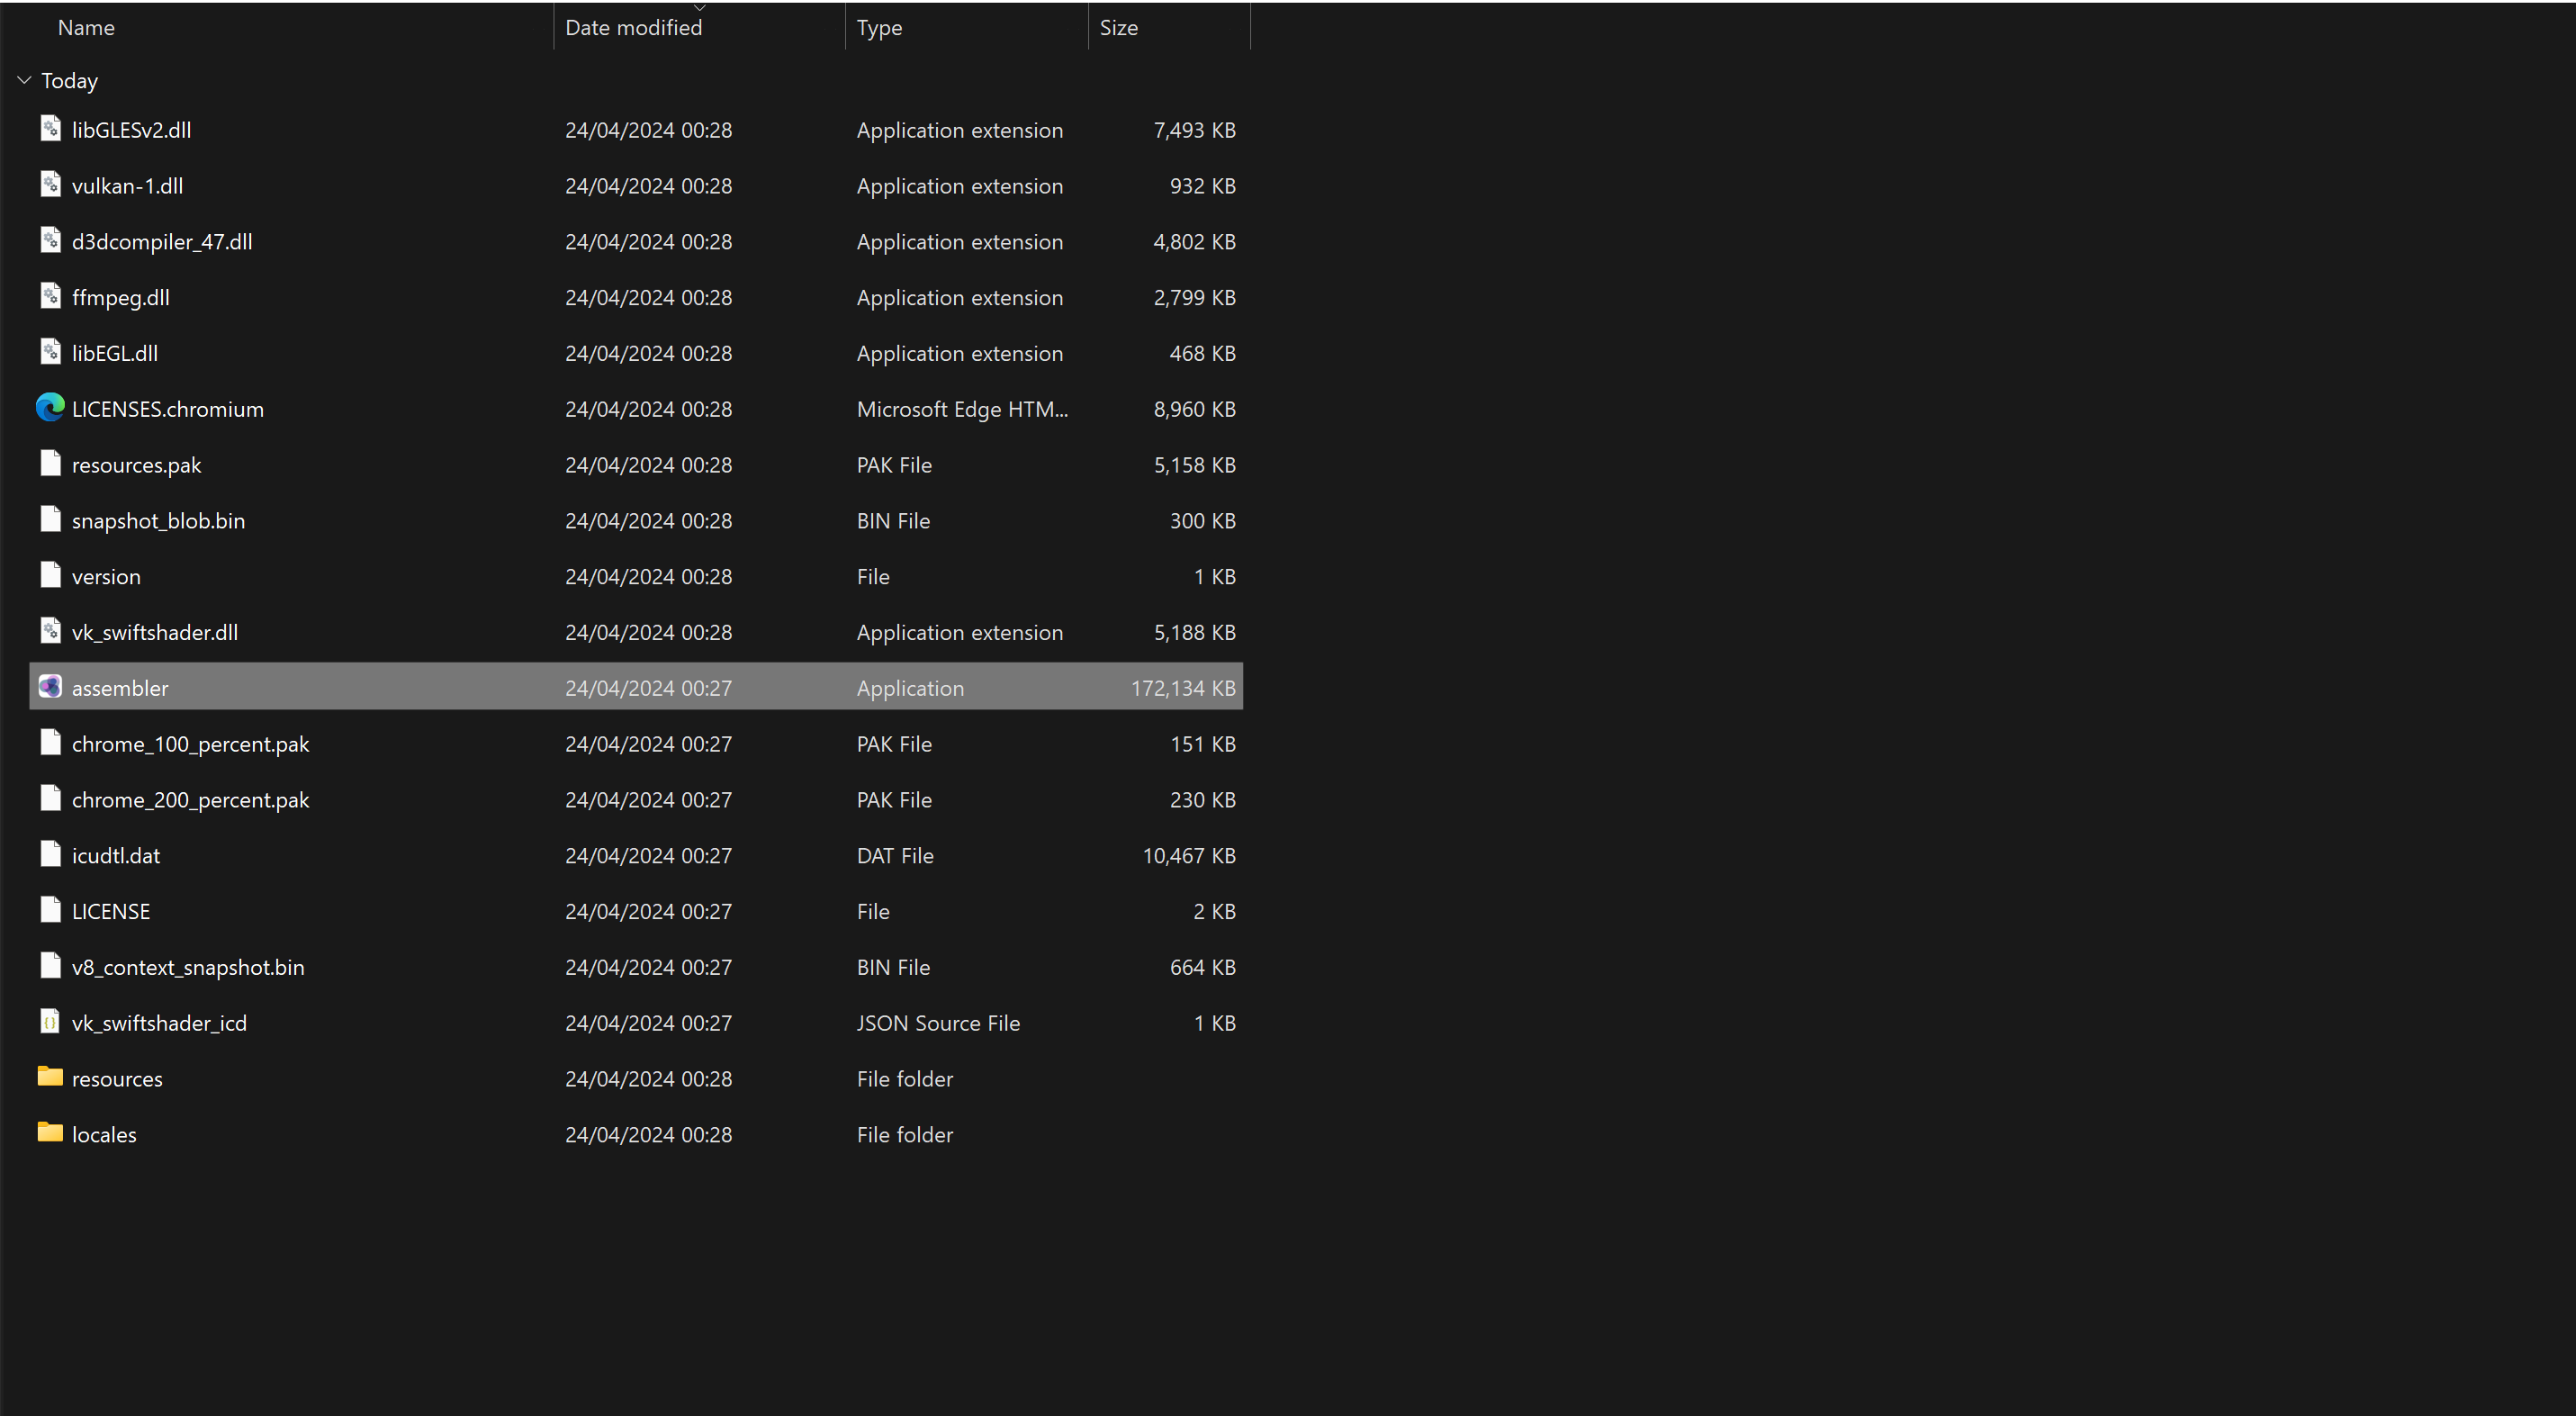 Name Date modified Type Size
Today
libGLESv2.dll 24/04/2024 00:28 Application extension 7,493 KB
vulkan-1.dll 24/04/2024 00:28 Application extension 932 KB
d3dcompiler_47.dll 24/04/2024 00:28 Application extension 4,802 KB
ffmpeg.dll 24/04/2024 00:28 Application extension 2,799 KB
libEGL.dll 24/04/2024 00:28 Application extension 468 KB
LICENSES.chromium 24/04/2024 00:28 Microsoft Edge HTM... 8,960 KB
resources.pak 24/04/2024 00:28 PAK File 5,158 KB
snapshot_blob.bin 24/04/2024 00:28 BIN File 300 KB
version 24/04/2024 00:28 File 1 KB
vk_swiftshader.dll 24/04/2024 00:28 Application extension 5,188 KB
assembler 24/04/2024 00:27 Application 172,134 KB
chrome_100_percent.pak 24/04/2024 00:27 PAK File 151 KB
chrome_200_percent.pak 24/04/2024 00:27 PAK File 230 KB
icudtl.dat 24/04/2024 00:27 DAT File 10,467 KB
LICENSE 24/04/2024 00:27 File 2 KB
v8_context_snapshot.bin 24/04/2024 00:27 BIN File 664 KB
vk_swiftshader_icd 24/04/2024 00:27 JSON Source File 1 KB
resources 24/04/2024 00:28 File folder
locales 24/04/2024 00:28 File folder